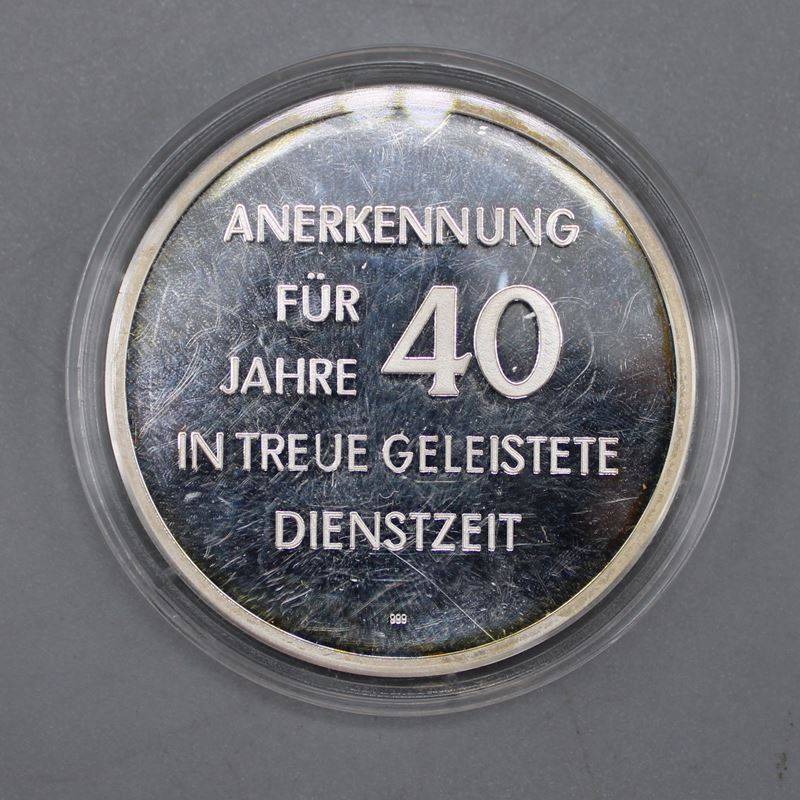 ANERKENNUNG
FÜR 40
JAHRE
IN TREUE GELEISTETE
DIENSTZEIT
999